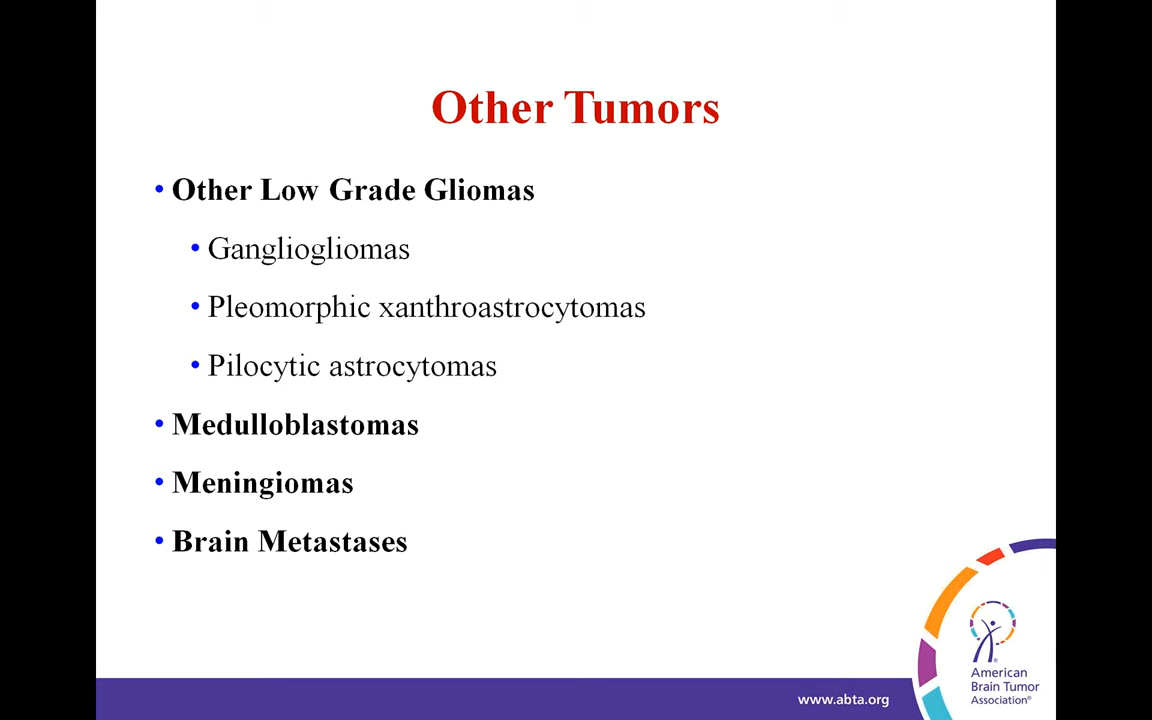 Other Tumors
• Other Low Grade Gliomas
• Gangliogliomas
• Pleomorphic xanthroastrocytomas
• Pilocytic astrocytomas
• Medulloblastomas
• Meningiomas
• Brain Metastases
www.abta.org
American
Brain Tumor
Association®